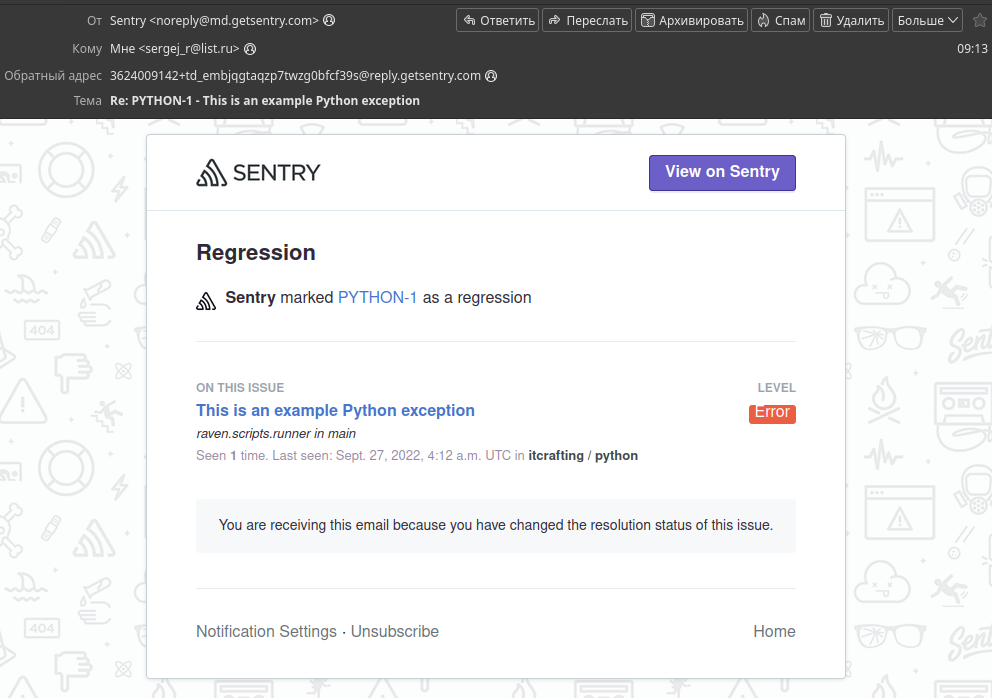 От Sentry <noreply@md.getsentry.com> Ответить Переслать Архивировать Спам Удалить Больше
Кому Мне <sergej_r@list.ru> 09:13
Обратный адрес 3624009142+td_embjqgtaqzp7twzg0bfcf39s@reply.getsentry.com
Тема Re: PYTHON-1 - This is an example Python exception
SENTRY View on Sentry
Regression
Sentry marked PYTHON-1 as a regression
ON THIS ISSUE LEVEL
This is an example Python exception Error
raven.scripts.runner in main
Seen 1 time. Last seen: Sept. 27, 2022, 4:12 a.m. UTC in itcrafting / python
You are receiving this email because you have changed the resolution status of this issue.
Notification Settings · Unsubscribe Home
404
404
Sent
Sent